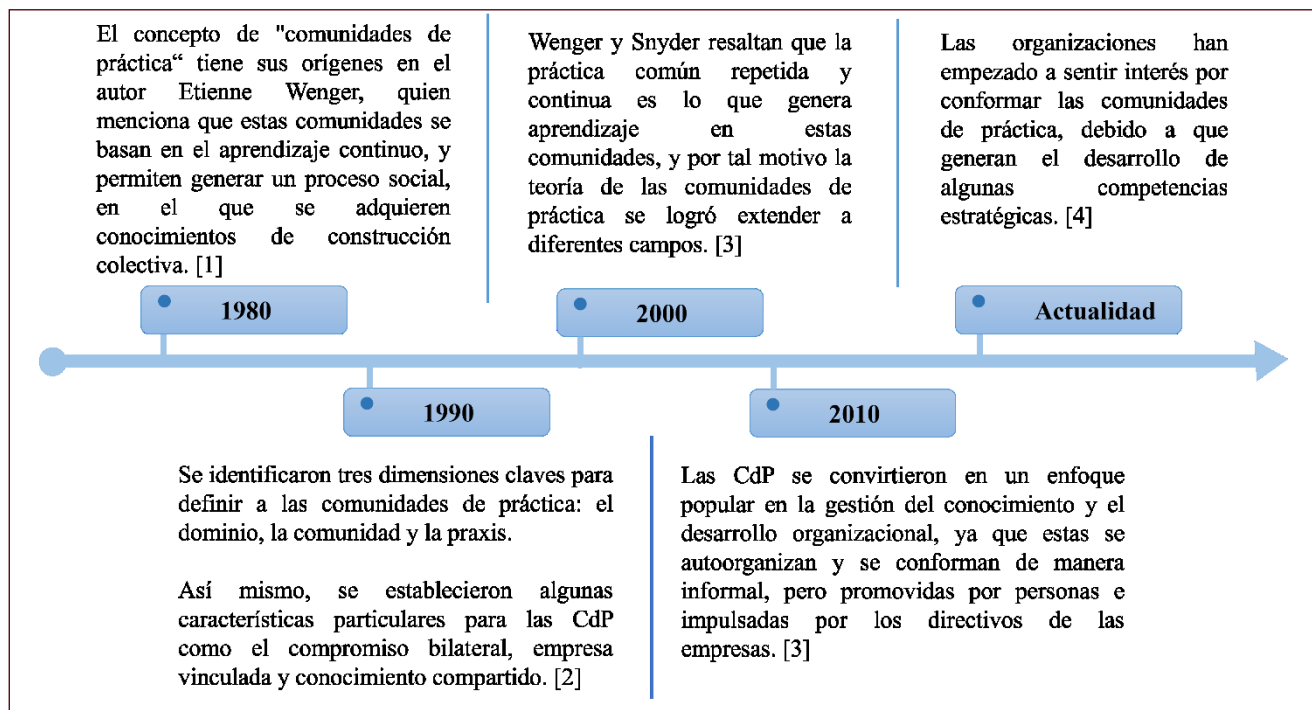 El concepto de "comunidades de
práctica“ tiene sus orígenes en el
autor Etienne Wenger, quien
menciona que estas comunidades se
basan en el aprendizaje continuo, y
permiten generar un proceso social,
en el que se adquieren
conocimientos de construcción
colectiva. [1]
1980
Se identificaron tres dimensiones claves para
definir a las comunidades de práctica: el
dominio, la comunidad y la praxis.
Así mismo, se establecieron algunas
características particulares para las CdP
como el compromiso bilateral, empresa
vinculada y conocimiento compartido. [2]
1990
Wenger y Snyder resaltan que la
práctica común repetida y
continua es lo que genera
aprendizaje en estas
comunidades, y por tal motivo la
teoría de las comunidades de
práctica se logró extender a
diferentes campos. [3]
2000
Las CdP se convirtieron en un enfoque
popular en la gestión del conocimiento y el
desarrollo organizacional, ya que estas se
autoorganizan y se conforman de manera
informal, pero promovidas por personas e
impulsadas por los directivos de las
empresas. [3]
2010
Las organizaciones han
empezado a sentir interés por
conformar las comunidades
de práctica, debido a que
generan el desarrollo de
algunas competencias
estratégicas. [4]
Actualidad